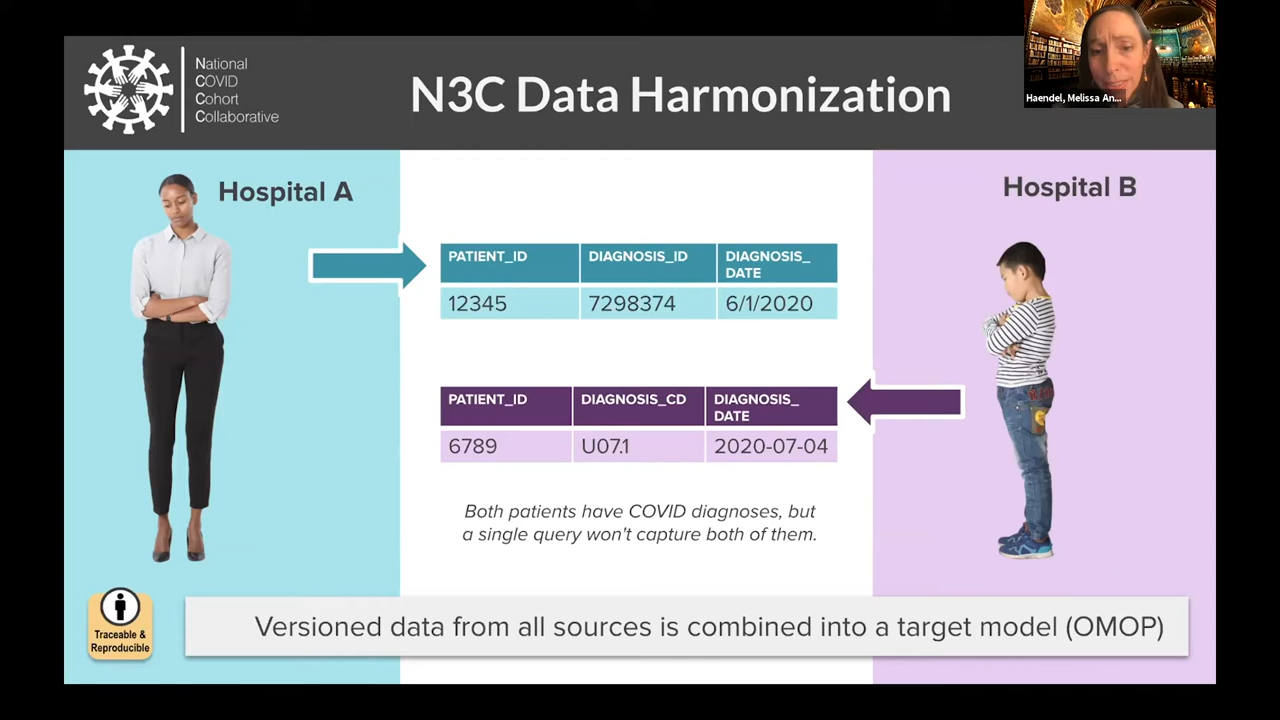 National
COVID
Cohort
Collaborative
N3C Data Harmonization
Haendel, Melissa An...
Hospital A
Hospital B
PATIENT_ID DIAGNOSIS_ID DIAGNOSIS_
DATE
12345 7298374 6/1/2020
PATIENT_ID DIAGNOSIS_CD DIAGNOSIS_
DATE
6789 U07.1 2020-07-04
Both patients have COVID diagnoses, but
a single query won't capture both of them.
Traceable &
Reproducible
Versioned data from all sources is combined into a target model (OMOP)